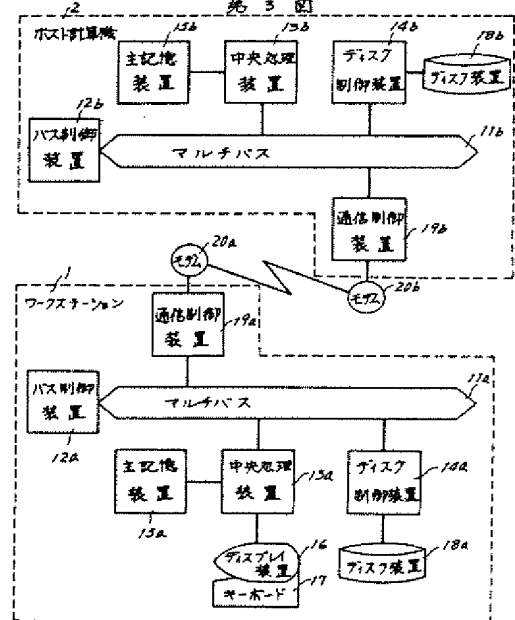 第 3 図
2
ホスト計算機
15b
13b
14b
18b
主記憶
装置
中央処理
装置
ディスク
制御装置
ディスク装置
12b
バス制御
装置
マルチバス
11b
通信制御
装置
19b
20a
モデム
モデム
20b
1
ワークステーション
通信制御
装置
19a
バス制御
装置
マルチバス
11a
12a
主記憶
装置
中央処理
装置
13a
ディスク
制御装置
14a
15a
ディスプレイ
装置
16
キーボード
17
ディスク装置
18a